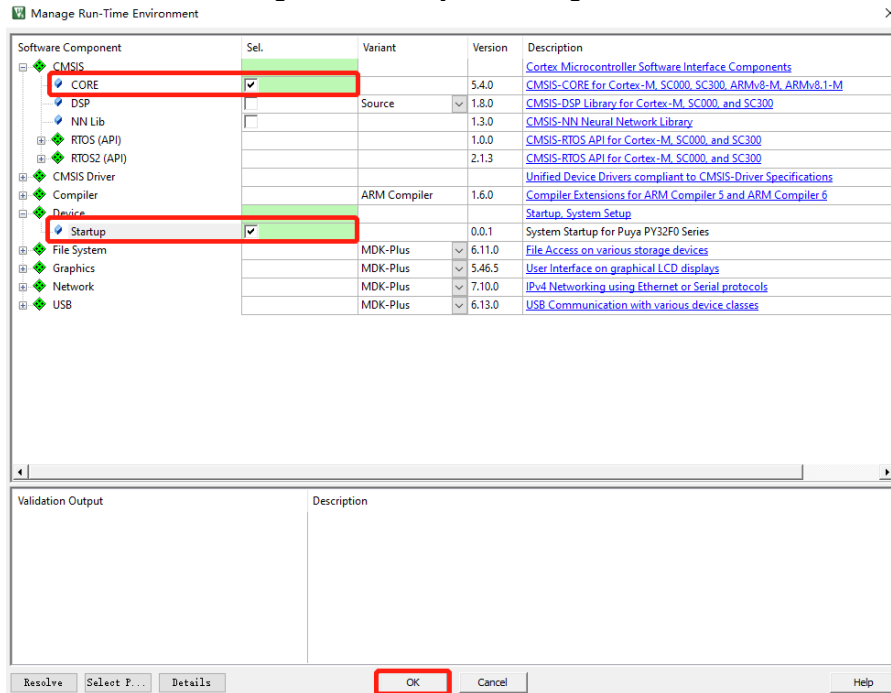 Manage Run-Time Environment
Software Component Sel. Variant Version Description
CMSIS Cortex Microcontroller Software Interface Components
CORE 5.4.0 CMSIS-CORE for Cortex-M, SC000, SC300, ARMv8-M, ARMv8.1-M
DSP Source 1.8.0 CMSIS-DSP Library for Cortex-M, SC000, and SC300
NN Lib 1.3.0 CMSIS-NN Neural Network Library
RTOS (API) 1.0.0 CMSIS-RTOS API for Cortex-M, SC000, and SC300
RTOS2 (API) 2.1.3 CMSIS-RTOS API for Cortex-M, SC000, and SC300
CMSIS Driver Unified Device Drivers compliant to CMSIS-Driver Specifications
Compiler ARM Compiler 1.6.0 Compiler Extensions for ARM Compiler 5 and ARM Compiler 6
Device Startup, System Setup
Startup 0.0.1 System Startup for Puya PY32F0 Series
File System MDK-Plus 6.11.0 File Access on various storage devices
Graphics MDK-Plus 5.46.5 User Interface on graphical LCD displays
Network MDK-Plus 7.10.0 IPv4 Networking using Ethernet or Serial protocols
USB MDK-Plus 6.13.0 USB Communication with various device classes
Validation Output Description
Resolve Select P... Details OK Cancel Help